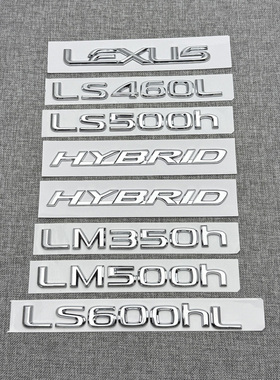 LEXUS
LS460L
LS500h
HYBRID
HYBRID
LM350h
LM500h
LS600hL